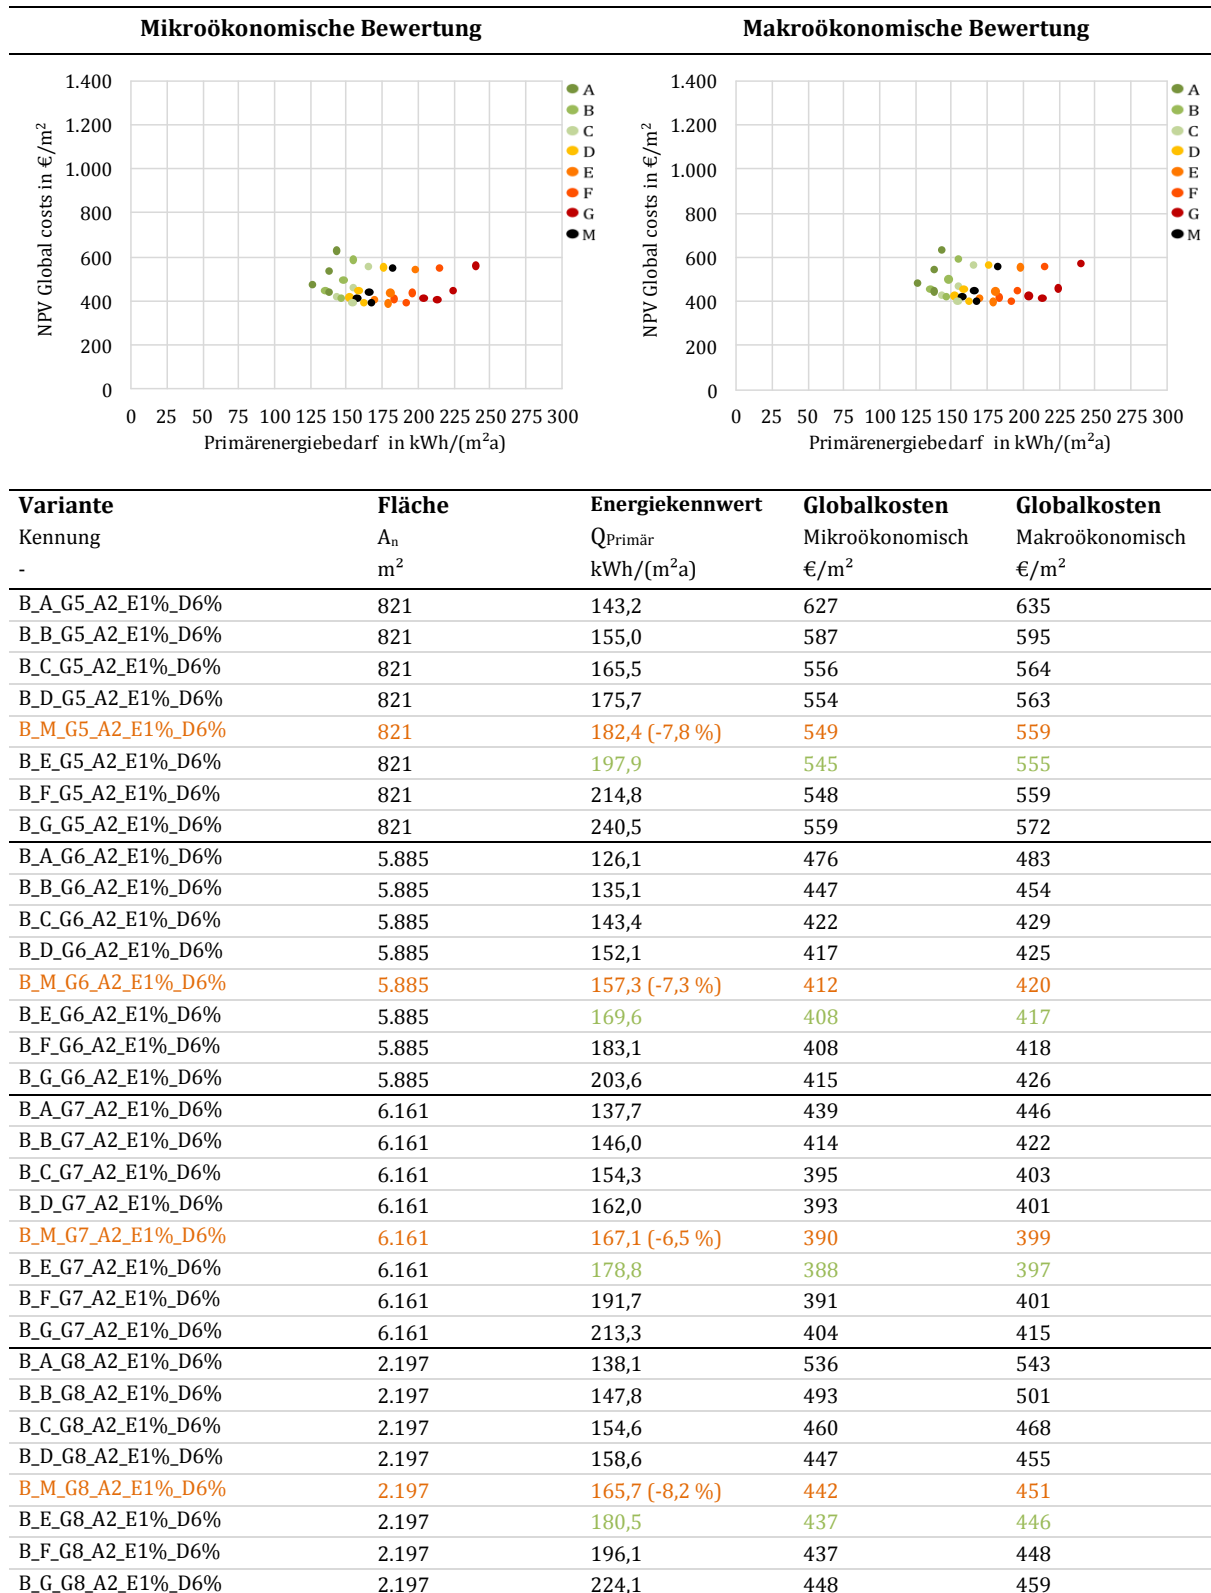 Mikroökonomische Bewertung Makroökonomische Bewertung
NPV Global costs in €/m²
1.400
1.200
1.000
800
600
400
200
0
0 25 50 75 100 125 150 175 200 225 250 275 300
Primärenergiebedarf in kWh/(m²a)
A
B
C
D
E
F
G
M
NPV Global costs in €/m²
1.400
1.200
1.000
800
600
400
200
0
0 25 50 75 100 125 150 175 200 225 250 275 300
Primärenergiebedarf in kWh/(m²a)
A
B
C
D
E
F
G
M
Variante Fläche Energiekennwert Globalkosten Globalkosten
Kennung Aₙ QPrimär Mikroökonomisch Makroökonomisch
- m² kWh/(m²a) €/m² €/m²
B_A_G5_A2_E1%_D6% 821 143,2 627 635
B_B_G5_A2_E1%_D6% 821 155,0 587 595
B_C_G5_A2_E1%_D6% 821 165,5 556 564
B_D_G5_A2_E1%_D6% 821 175,7 554 563
B_M_G5_A2_E1%_D6% 821 182,4 (-7,8 %) 549 559
B_E_G5_A2_E1%_D6% 821 197,9 545 555
B_F_G5_A2_E1%_D6% 821 214,8 548 559
B_G_G5_A2_E1%_D6% 821 240,5 559 572
B_A_G6_A2_E1%_D6% 5.885 126,1 476 483
B_B_G6_A2_E1%_D6% 5.885 135,1 447 454
B_C_G6_A2_E1%_D6% 5.885 143,4 422 429
B_D_G6_A2_E1%_D6% 5.885 152,1 417 425
B_M_G6_A2_E1%_D6% 5.885 157,3 (-7,3 %) 412 420
B_E_G6_A2_E1%_D6% 5.885 169,6 408 417
B_F_G6_A2_E1%_D6% 5.885 183,1 408 418
B_G_G6_A2_E1%_D6% 5.885 203,6 415 426
B_A_G7_A2_E1%_D6% 6.161 137,7 439 446
B_B_G7_A2_E1%_D6% 6.161 146,0 414 422
B_C_G7_A2_E1%_D6% 6.161 154,3 395 403
B_D_G7_A2_E1%_D6% 6.161 162,0 393 401
B_M_G7_A2_E1%_D6% 6.161 167,1 (-6,5 %) 390 399
B_E_G7_A2_E1%_D6% 6.161 178,8 388 397
B_F_G7_A2_E1%_D6% 6.161 191,7 391 401
B_G_G7_A2_E1%_D6% 6.161 213,3 404 415
B_A_G8_A2_E1%_D6% 2.197 138,1 536 543
B_B_G8_A2_E1%_D6% 2.197 147,8 493 501
B_C_G8_A2_E1%_D6% 2.197 154,6 460 468
B_D_G8_A2_E1%_D6% 2.197 158,6 447 455
B_M_G8_A2_E1%_D6% 2.197 165,7 (-8,2 %) 442 451
B_E_G8_A2_E1%_D6% 2.197 180,5 437 446
B_F_G8_A2_E1%_D6% 2.197 196,1 437 448
B_G_G8_A2_E1%_D6% 2.197 224,1 448 459